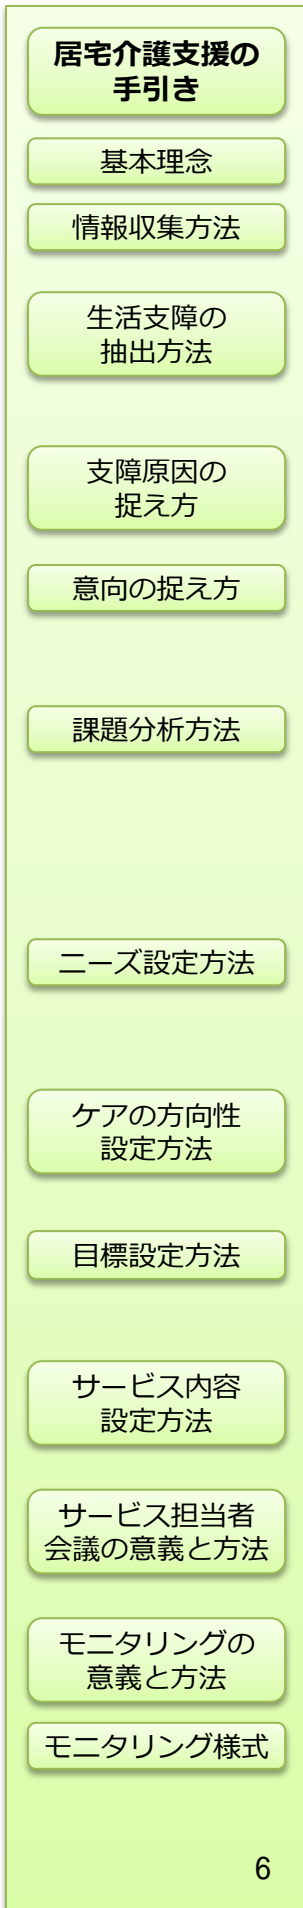 居宅介護支援の
手引き
基本理念
情報収集方法
生活支障の
抽出方法
支障原因の
捉え方
意向の捉え方
課題分析方法
ニーズ設定方法
ケアの方向性
設定方法
目標設定方法
サービス内容
設定方法
サービス担当者
会議の意義と方法
モニタリングの
意義と方法
モニタリング様式
6